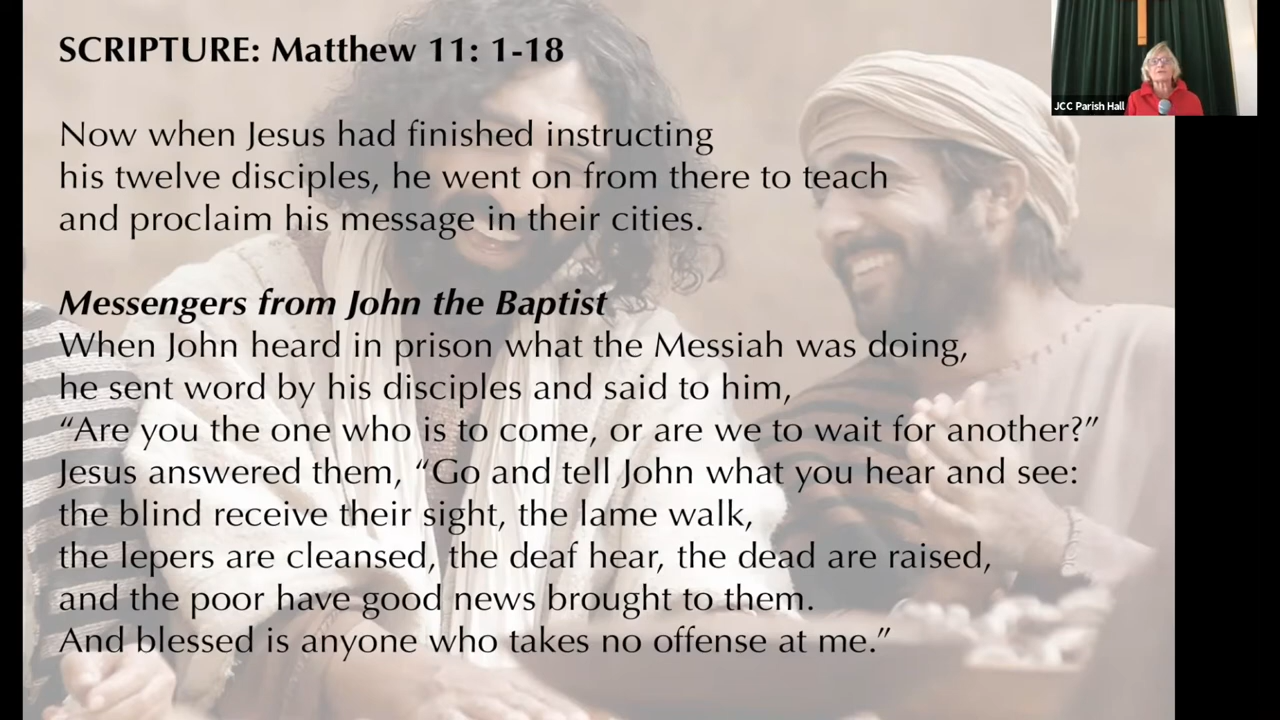 SCRIPTURE: Matthew 11: 1-18
JCC Parish Hall
Now when Jesus had finished instructing
his twelve disciples, he went on from there to teach
and proclaim his message in their cities.
Messengers from John the Baptist
When John heard in prison what the Messiah was doing,
he sent word by his disciples and said to him,
“Are you the one who is to come, or are we to wait for another?”
Jesus answered them, “Go and tell John what you hear and see:
the blind receive their sight, the lame walk,
the lepers are cleansed, the deaf hear, the dead are raised,
and the poor have good news brought to them.
And blessed is anyone who takes no offense at me.”